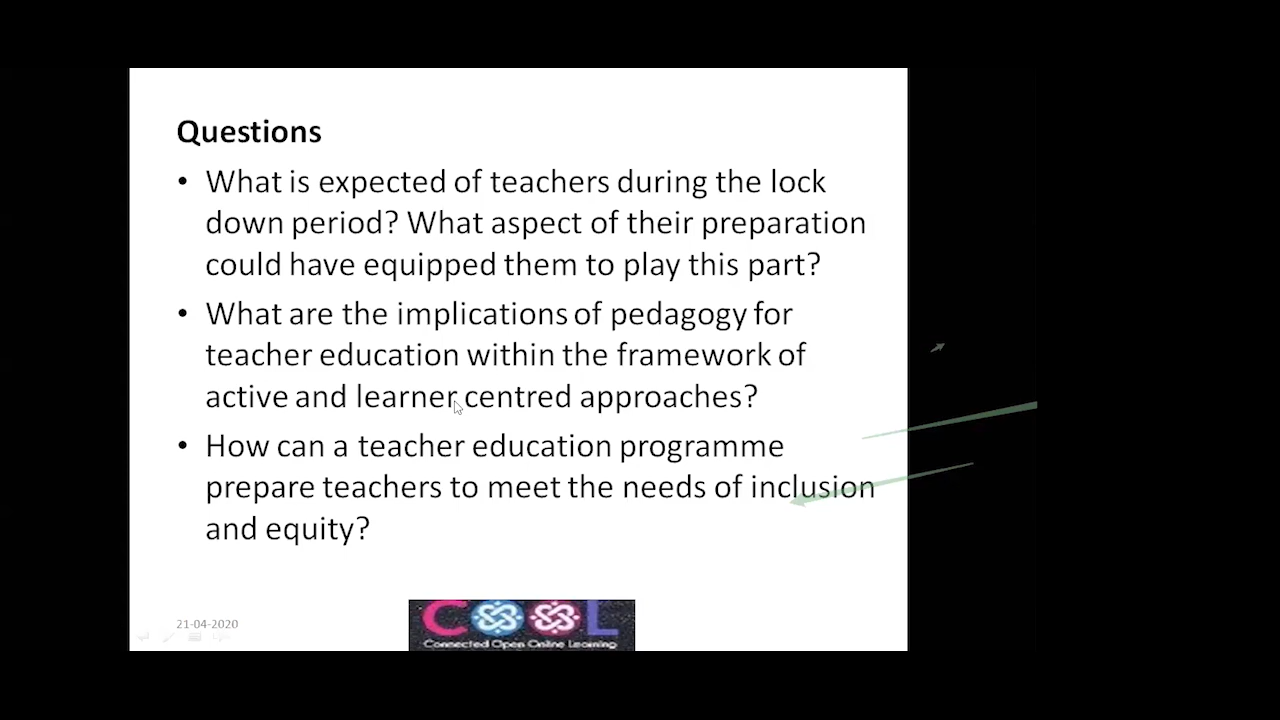 Questions
• What is expected of teachers during the lock
down period? What aspect of their preparation
could have equipped them to play this part?
• What are the implications of pedagogy for
teacher education within the framework of
active and learner centred approaches?
• How can a teacher education programme
prepare teachers to meet the needs of inclusion
and equity?
21-04-2020
COOL
Connected Open Online Learning